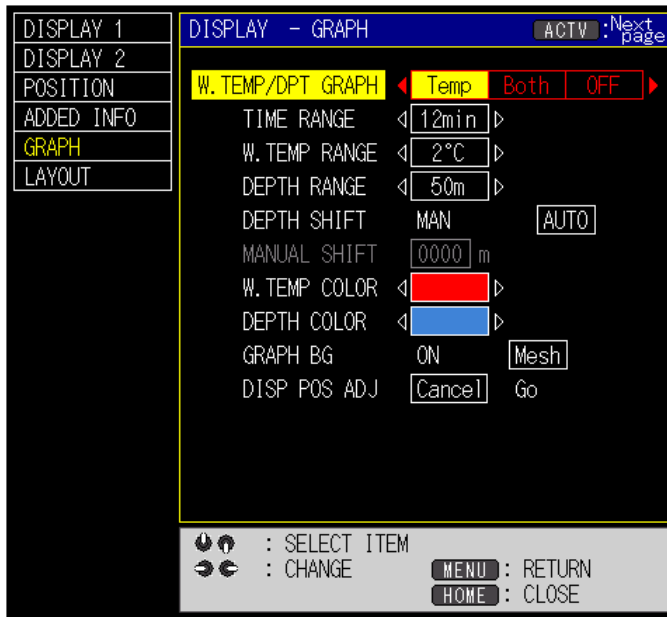 DISPLAY 1
DISPLAY 2
POSITION
ADDED INFO
GRAPH
LAYOUT
DISPLAY - GRAPH ACTV :Next page
W.TEMP/DPT GRAPH Temp Both OFF
TIME RANGE 12min
W.TEMP RANGE 2°C
DEPTH RANGE 50m
DEPTH SHIFT MAN AUTO
MANUAL SHIFT 0000 m
W.TEMP COLOR
DEPTH COLOR
GRAPH BG ON Mesh
DISP POS ADJ Cancel Go
: SELECT ITEM
: CHANGE MENU : RETURN
HOME : CLOSE